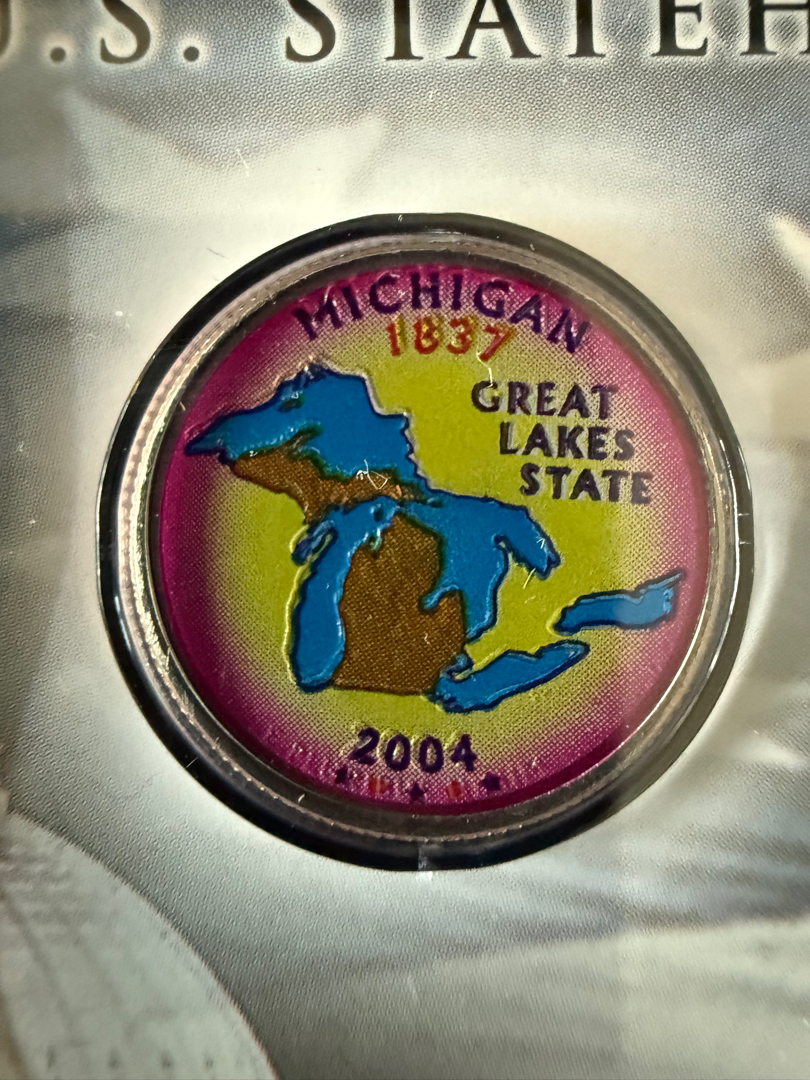 U.S. STATEH
MICHIGAN
1837
GREAT
LAKES
STATE
2004